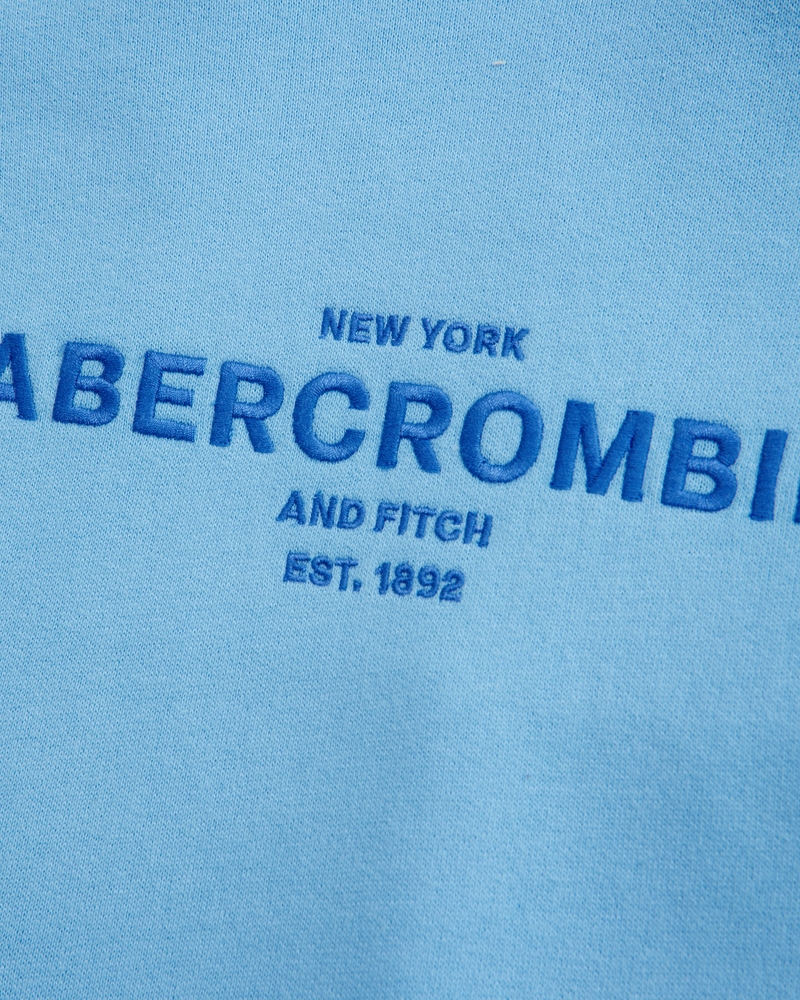 NEW YORK
ABERCROMBI
AND FITCH
EST. 1892